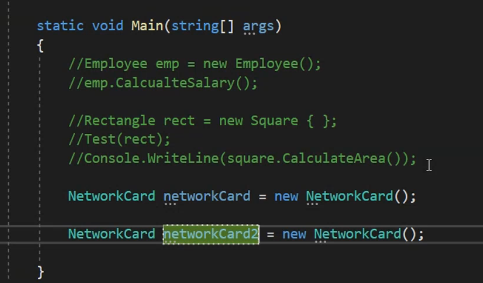 static void Main(string[] args)
{
//Employee emp = new Employee();
//emp.CalcualteSalary();
//Rectangle rect = new Square { };
//Test(rect);
//Console.WriteLine(square.CalculateArea());
NetworkCard networkCard = new NetworkCard();
NetworkCard networkCard2 = new NetworkCard();
}